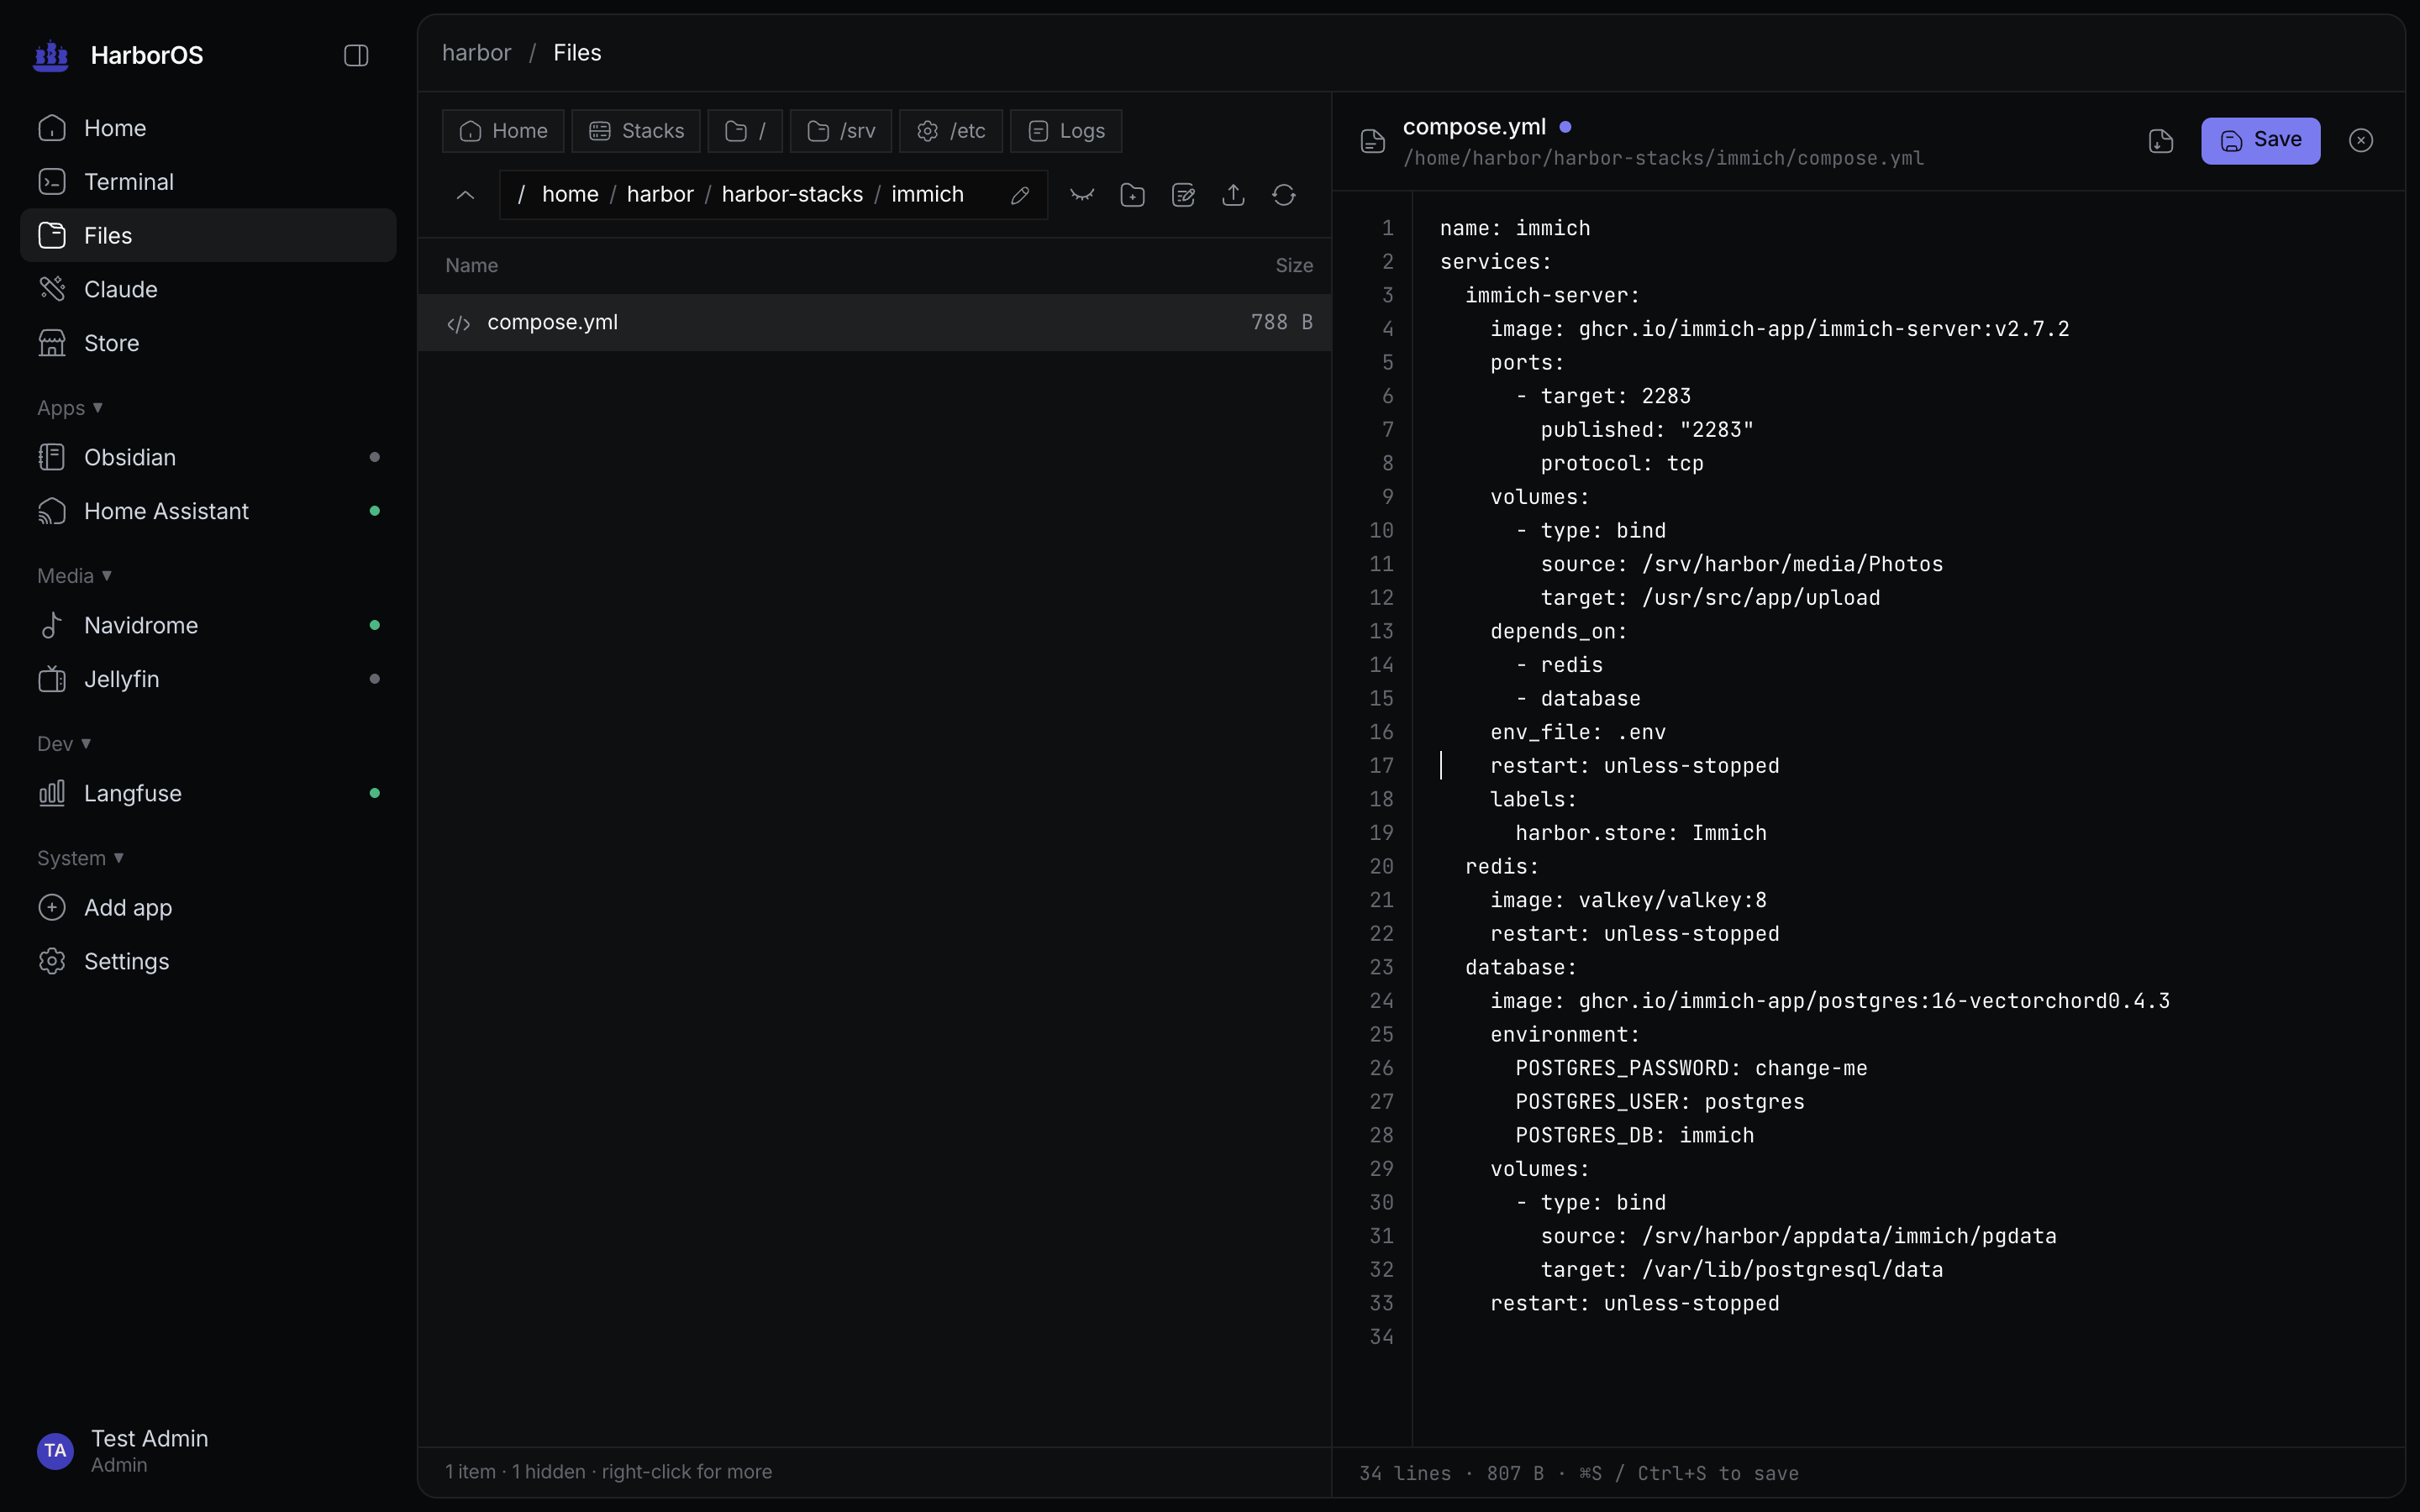 HarborOS
Home
Terminal
Files
Claude
Store
Apps ▼
Obsidian
Home Assistant
Media ▼
Navidrome
Jellyfin
Dev ▼
Langfuse
System ▼
Add app
Settings
TA
Test Admin
Admin
harbor / Files
Home
Stacks
/
/srv
/etc
Logs
/ home / harbor / harbor-stacks / immich
Name Size
compose.yml 788 B
1 item · 1 hidden · right-click for more
compose.yml
/home/harbor/harbor-stacks/immich/compose.yml
Save
1 name: immich
2 services:
3   immich-server:
4     image: ghcr.io/immich-app/immich-server:v2.7.2
5     ports:
6       - target: 2283
7         published: "2283"
8         protocol: tcp
9     volumes:
10       - type: bind
11         source: /srv/harbor/media/Photos
12         target: /usr/src/app/upload
13     depends_on:
14       - redis
15       - database
16     env_file: .env
17     restart: unless-stopped
18     labels:
19       harbor.store: Immich
20   redis:
21     image: valkey/valkey:8
22     restart: unless-stopped
23   database:
24     image: ghcr.io/immich-app/postgres:16-vectorchord0.4.3
25     environment:
26       POSTGRES_PASSWORD: change-me
27       POSTGRES_USER: postgres
28       POSTGRES_DB: immich
29     volumes:
30       - type: bind
31         source: /srv/harbor/appdata/immich/pgdata
32         target: /var/lib/postgresql/data
33     restart: unless-stopped
34
34 lines · 807 B · ⌘S / Ctrl+S to save